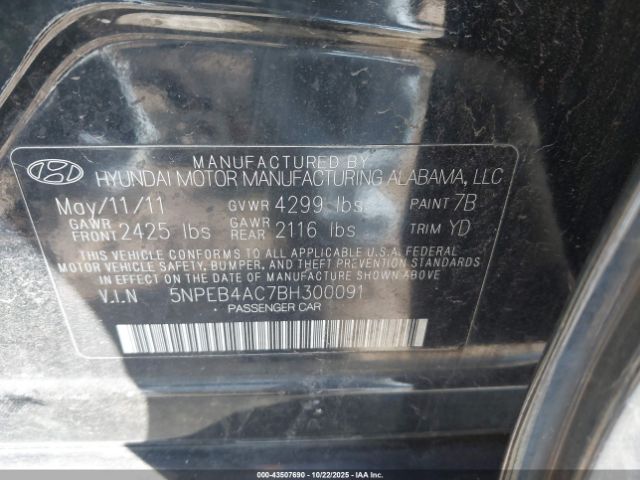 MANUFACTURED BY
HYUNDAI MOTOR MANUFACTURING ALABAMA, LLC
May/11/11 GVWR 4299 lbs PAINT 7B
GAWR FRONT 2425 lbs GAWR REAR 2116 lbs TRIM YD
THIS VEHICLE CONFORMS TO ALL APPLICABLE U.S.A. FEDERAL
MOTOR VEHICLE SAFETY, BUMPER, AND THEFT PREVENTION STANDARDS
IN EFFECT ON THE DATE OF MANUFACTURE SHOWN ABOVE.
V.I.N 5NPEB4AC7BH300091
PASSENGER CAR
000-43507690 - 10/22/2025 - IAA Inc. - Copyright